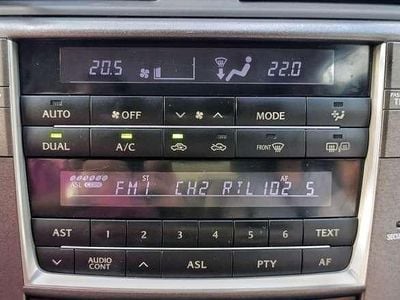 20.5 22.0
AUTO OFF MODE
DUAL A/C FRONT
ST AF
ASL
FM1 CH2 RTL102 5
AST 1 2 3 4 5 6 TEXT
AUDIO CONT ASL PTY AF